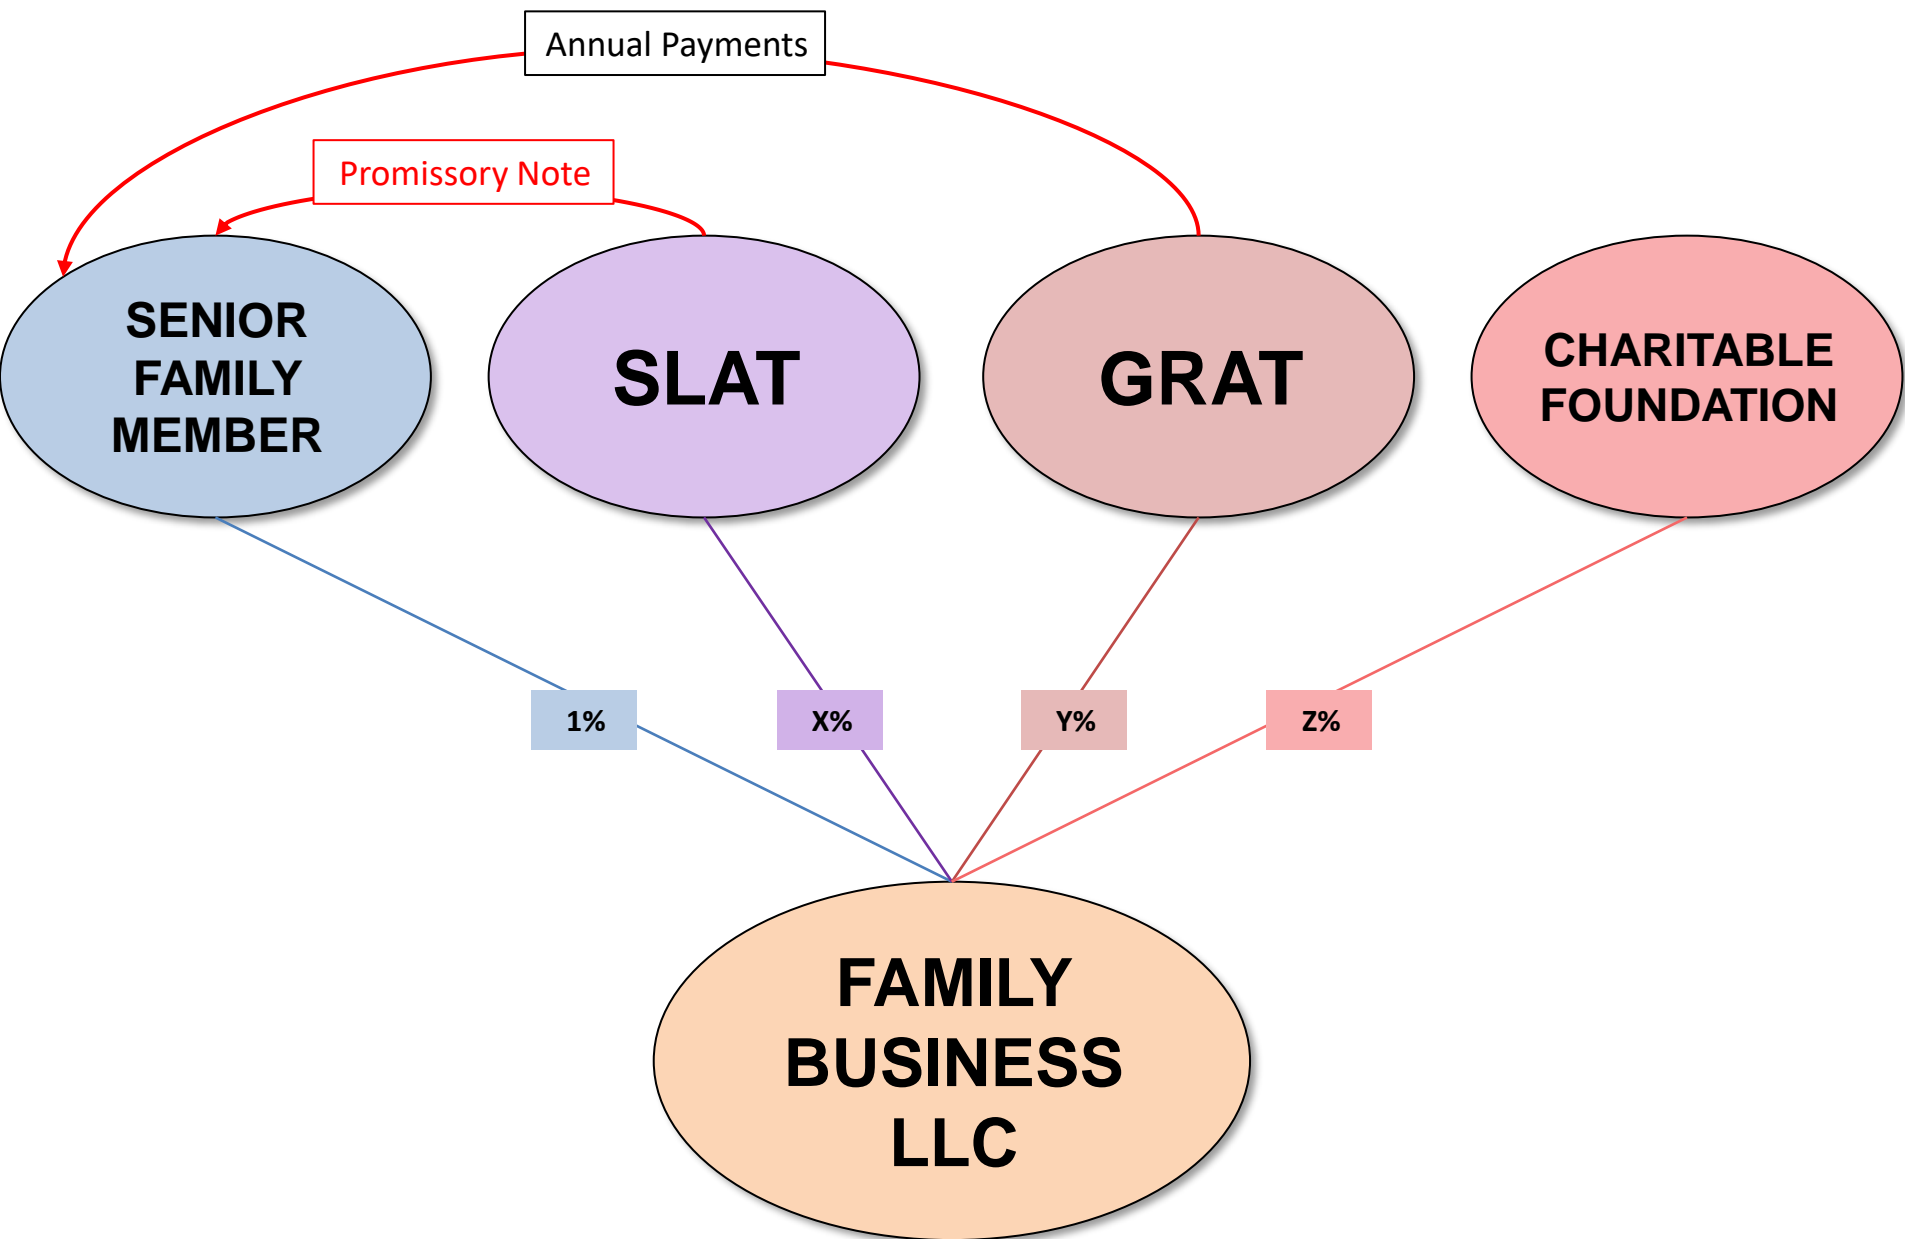 Annual Payments
Promissory Note
SENIOR
FAMILY
MEMBER
SLAT
GRAT
CHARITABLE
FOUNDATION
1%
X%
Y%
Z%
FAMILY
BUSINESS
LLC